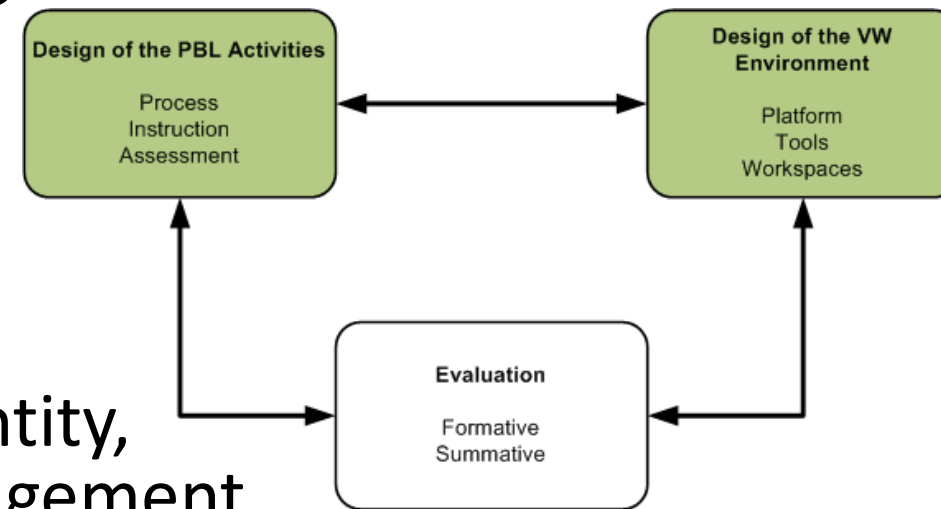 Design of the PBL Activities
Process
Instruction
Assessment
Design of the VW
Environment
Platform
Tools
Workspaces
Evaluation
Formative
Summative